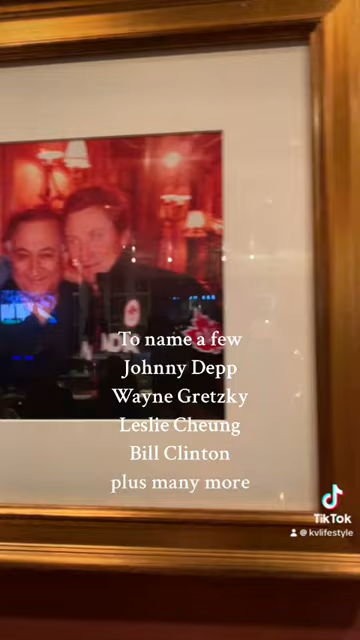 To name a few
Johnny Depp
Wayne Gretzky
Leslie Cheung
Bill Clinton
plus many more
TikTok
@kvlifestyle